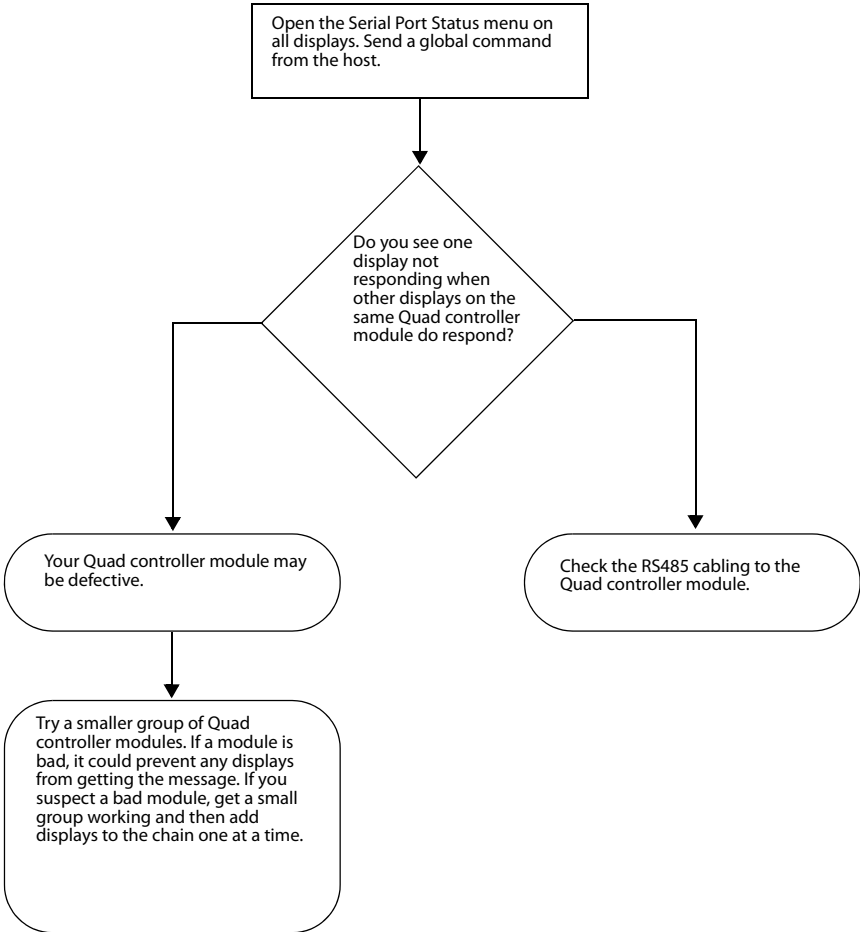 Open the Serial Port Status menu on
all displays. Send a global command
from the host.
Do you see one
display not
responding when
other displays on the
same Quad controller
module do respond?
Your Quad controller module may
be defective.
Check the RS485 cabling to the
Quad controller module.
Try a smaller group of Quad
controller modules. If a module is
bad, it could prevent any displays
from getting the message. If you
suspect a bad module, get a small
group working and then add
displays to the chain one at a time.